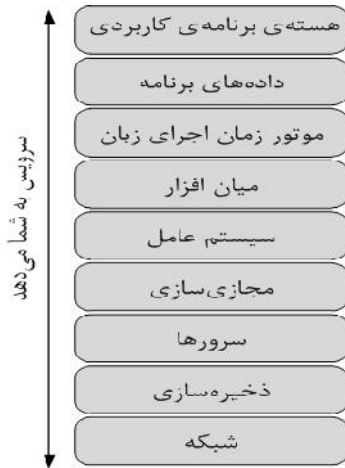 هسته‌ی برنامه‌ی کاربردی
داده‌های برنامه
موتور زمان اجرای زبان
میان افزار
سیستم عامل
مجازی‌سازی
سرورها
ذخیره‌سازی
شبکه
سرویس به شما می‌دهد